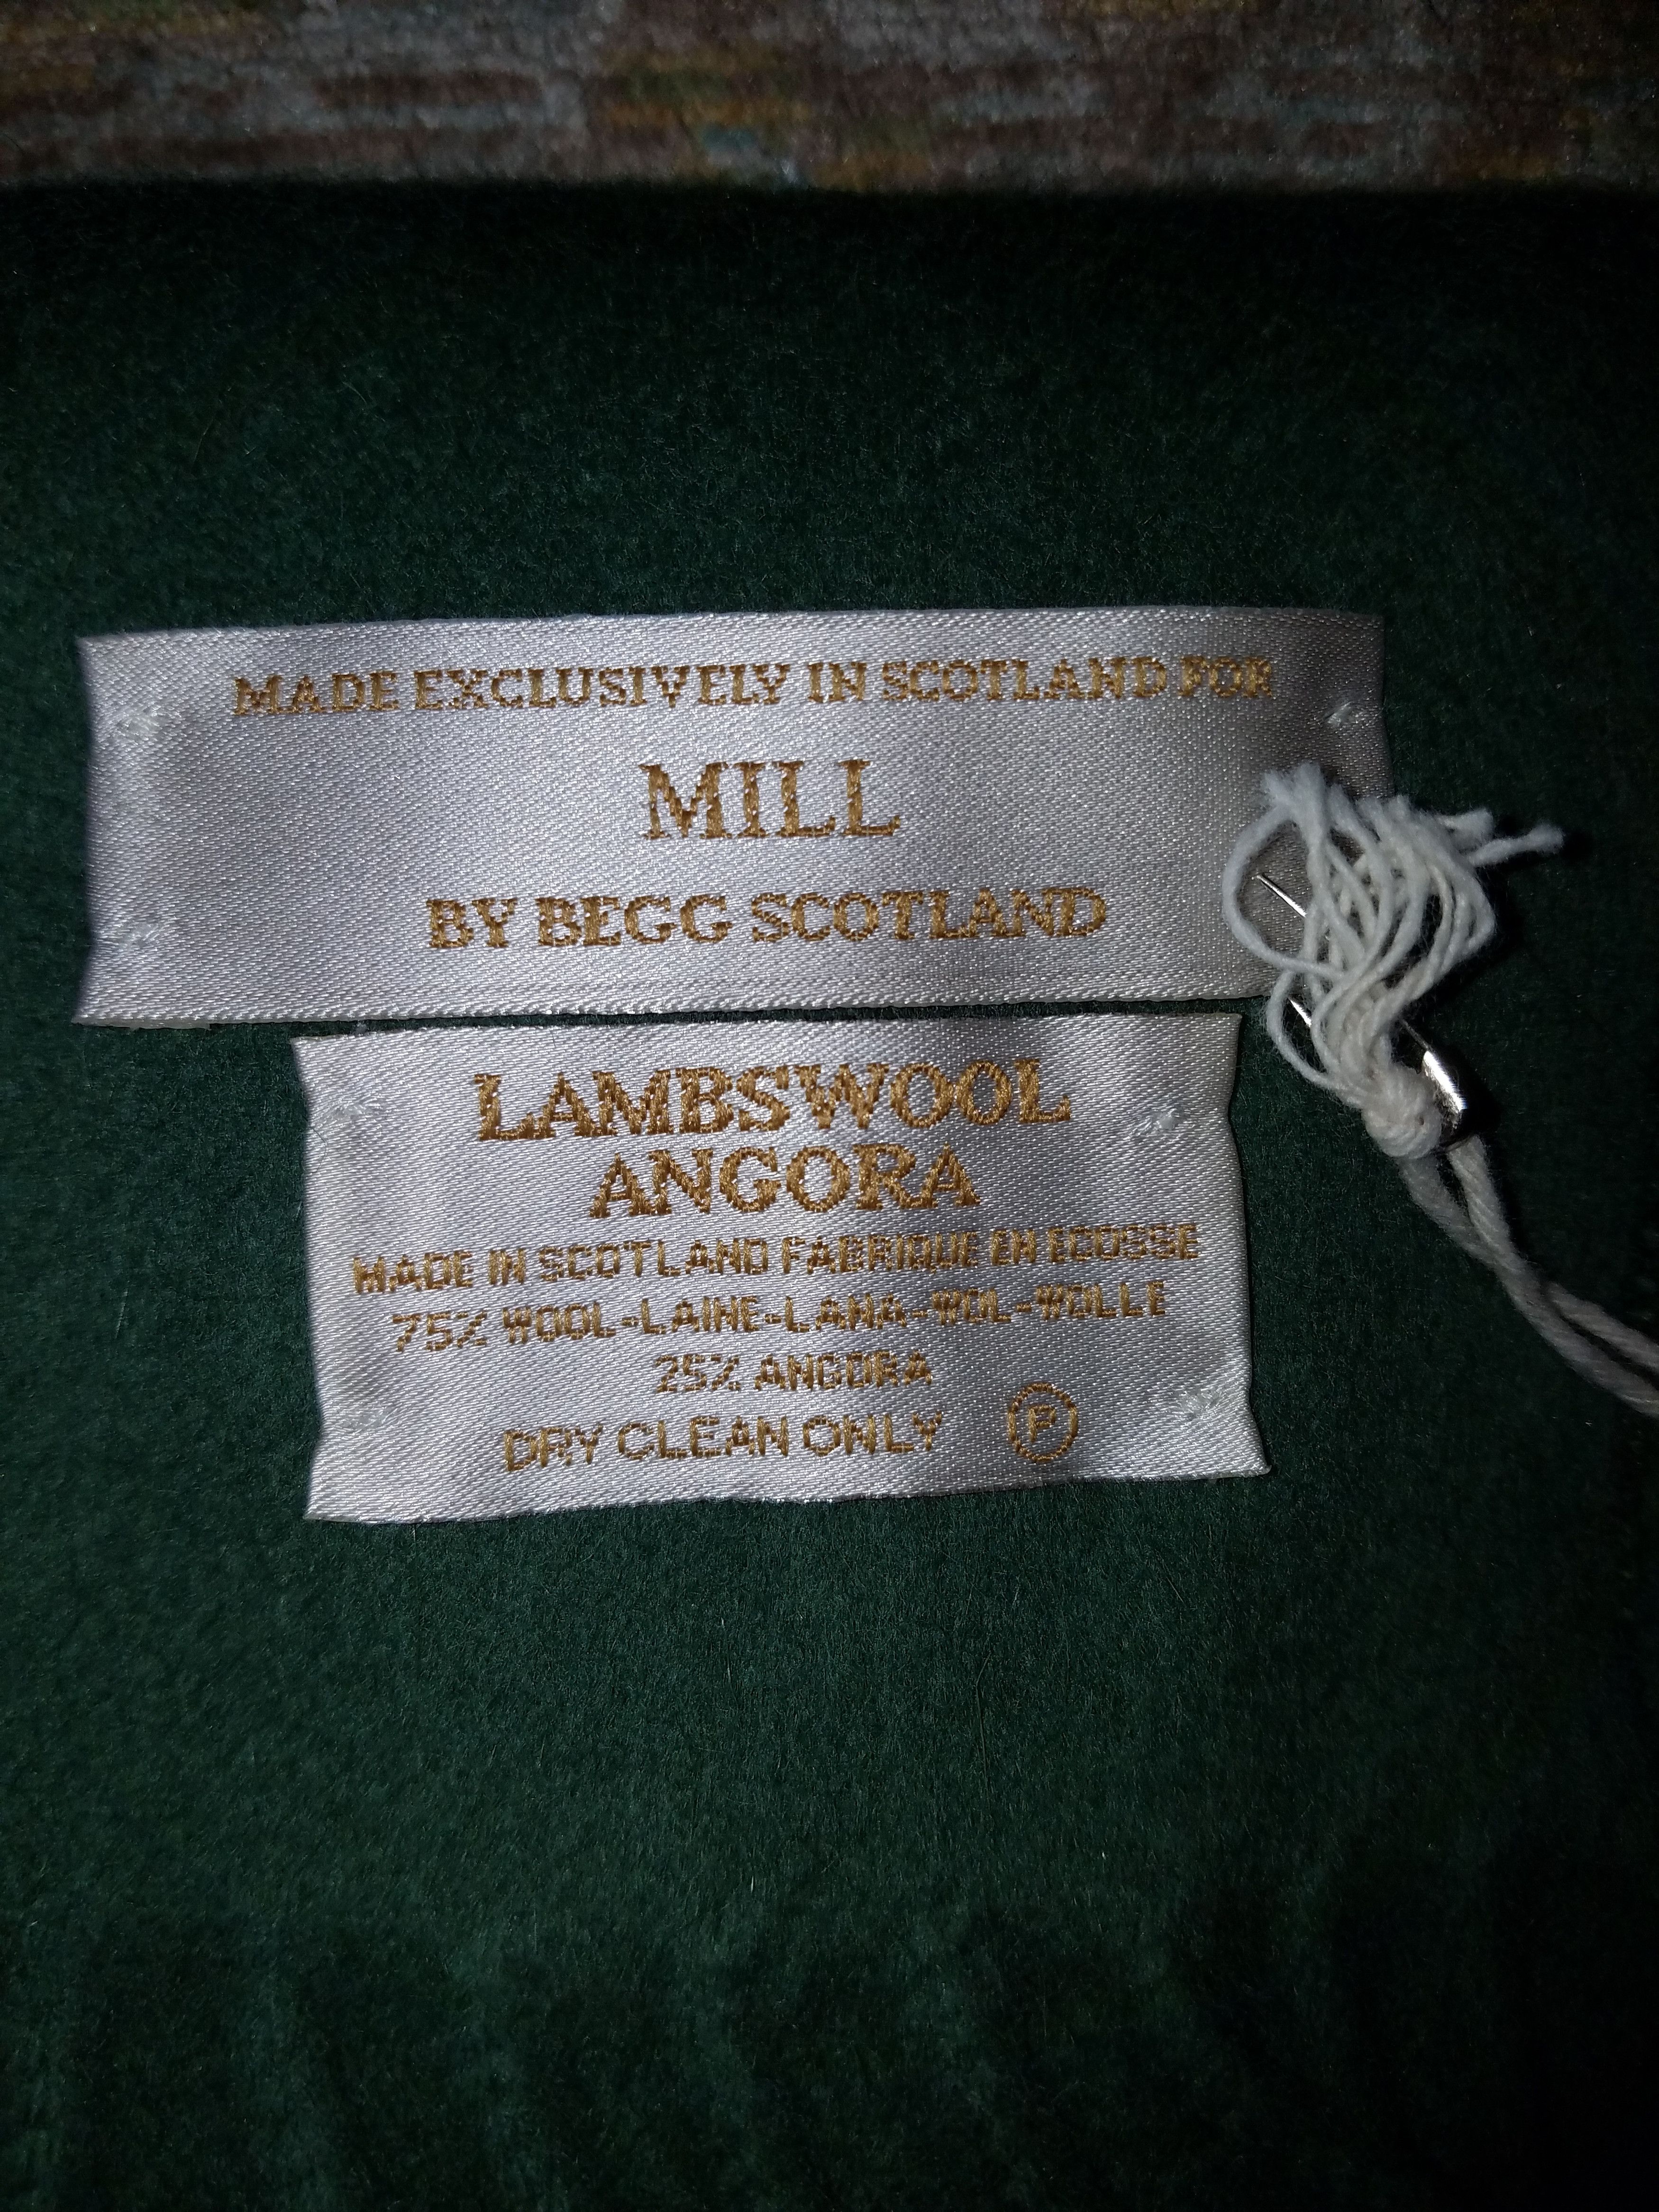 MADE EXCLUSIVELY IN SCOTLAND FOR
MILL
BY BEGG SCOTLAND
LAMBSWOOL
ANGORA
MADE IN SCOTLAND FABRIQUE EN ECOSSE
75% WOOL-LAINE-LANA-WOL-WOLLE
25% ANGORA
DRY CLEAN ONLY P